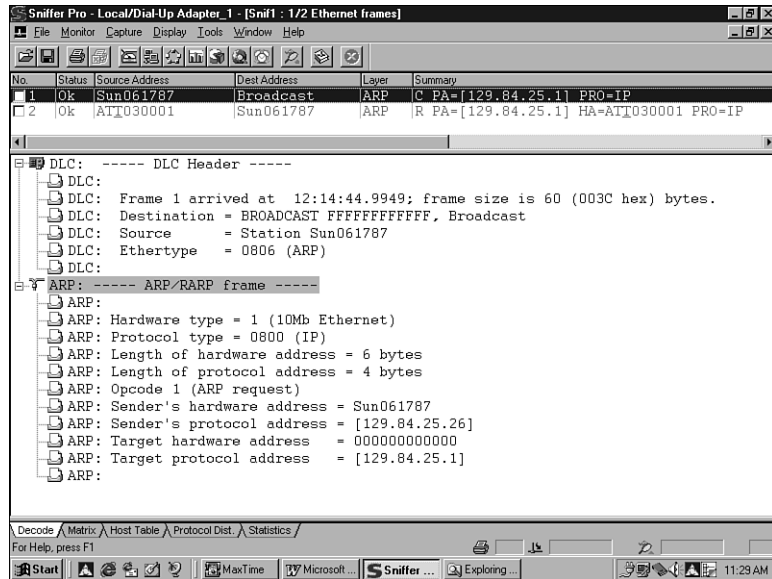 Sniffer Pro - Local/Dial-Up Adapter_1 - [Snif1 : 1/2 Ethernet frames]
File Monitor Capture Display Tools Window Help
No. Status Source Address Dest Address Layer Summary
1 Ok Sun061787 Broadcast ARP C PA=[129.84.25.1] PRO=IP
2 Ok ATT030001 Sun061787 ARP R PA=[129.84.25.1] HA=ATT030001 PRO=IP
DLC: ----- DLC Header -----
DLC:
DLC: Frame 1 arrived at 12:14:44.9949; frame size is 60 (003C hex) bytes.
DLC: Destination = BROADCAST FFFFFFFFFFFF, Broadcast
DLC: Source = Station Sun061787
DLC: Ethertype = 0806 (ARP)
DLC:
ARP: ----- ARP/RARP frame -----
ARP:
ARP: Hardware type = 1 (10Mb Ethernet)
ARP: Protocol type = 0800 (IP)
ARP: Length of hardware address = 6 bytes
ARP: Length of protocol address = 4 bytes
ARP: Opcode 1 (ARP request)
ARP: Sender's hardware address = Sun061787
ARP: Sender's protocol address = [129.84.25.26]
ARP: Target hardware address = 000000000000
ARP: Target protocol address = [129.84.25.1]
ARP:
Decode Matrix Host Table Protocol Dist. Statistics
For Help, press F1
Start MaxTime Microsoft ... Sniffer ... Exploring ... 11:29 AM